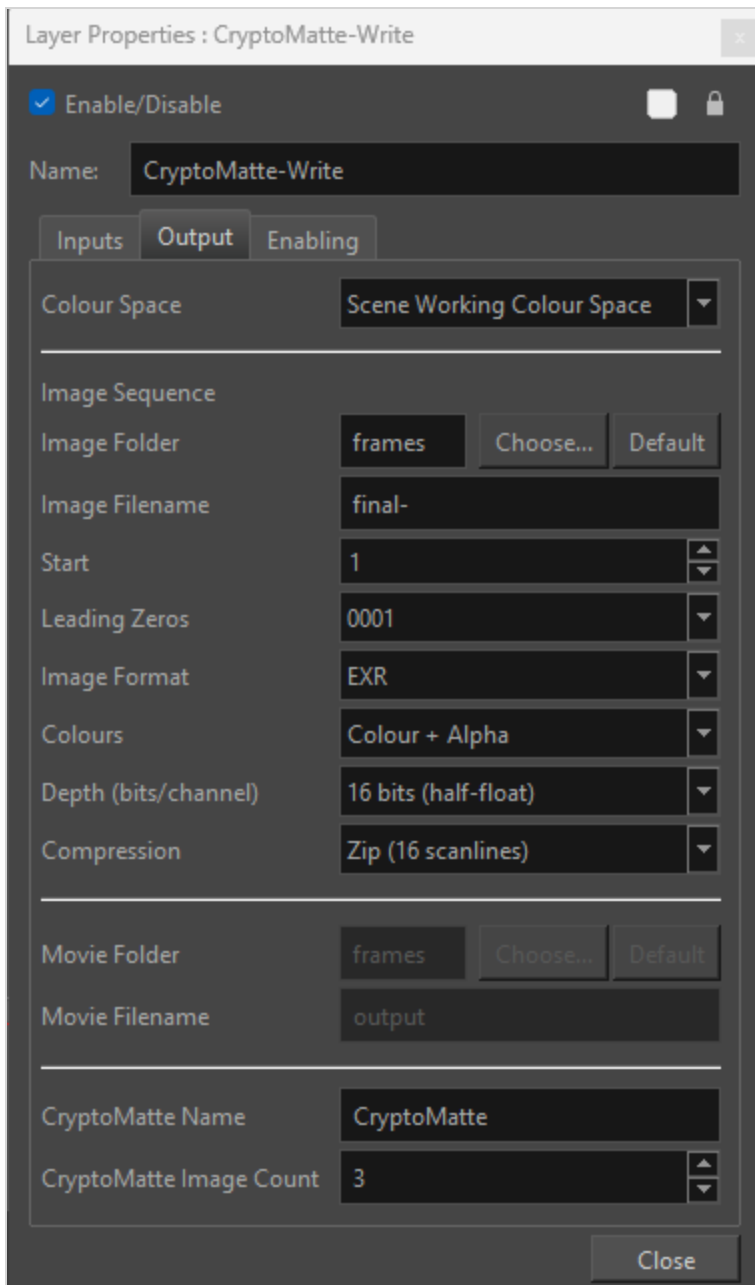 Layer Properties : CryptoMatte-Write x
Enable/Disable
Name: CryptoMatte-Write
Inputs Output Enabling
Colour Space Scene Working Colour Space
Image Sequence
Image Folder frames Choose... Default
Image Filename final-
Start 1
Leading Zeros 0001
Image Format EXR
Colours Colour + Alpha
Depth (bits/channel) 16 bits (half-float)
Compression Zip (16 scanlines)
Movie Folder frames Choose... Default
Movie Filename output
CryptoMatte Name CryptoMatte
CryptoMatte Image Count 3
Close